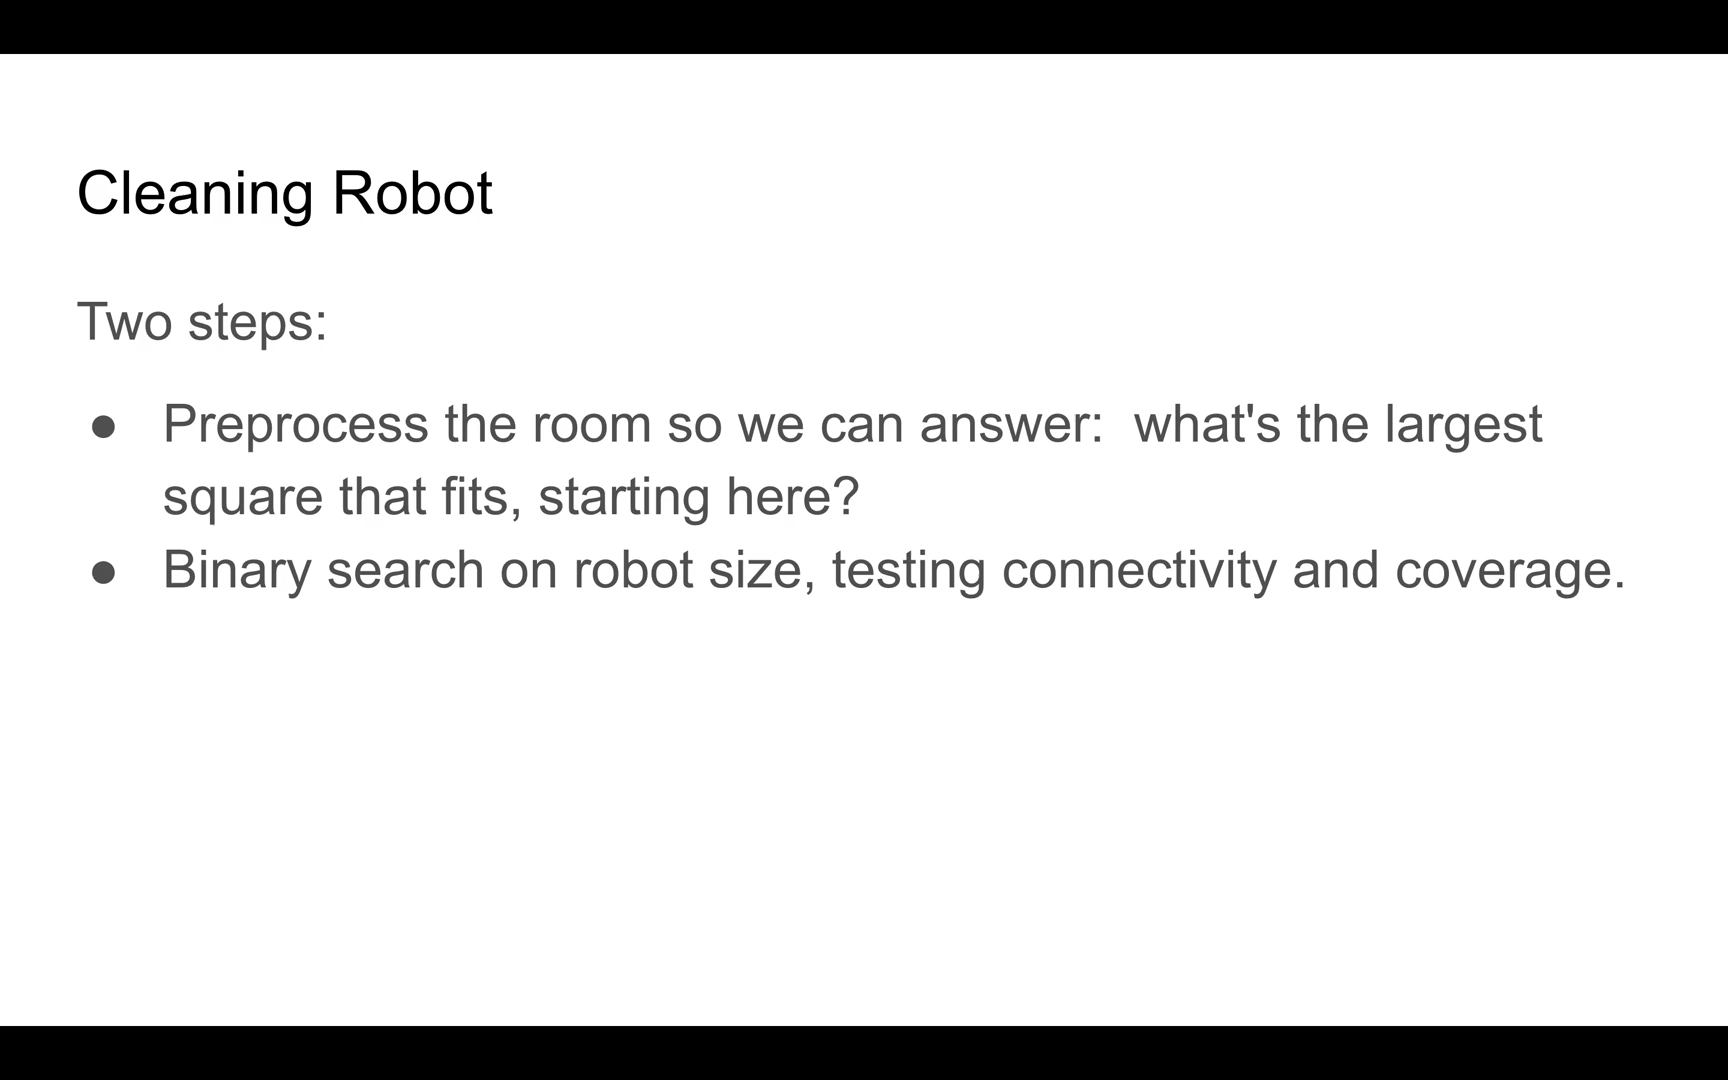 Cleaning Robot
Two steps:
● Preprocess the room so we can answer:  what's the largest
square that fits, starting here?
● Binary search on robot size, testing connectivity and coverage.